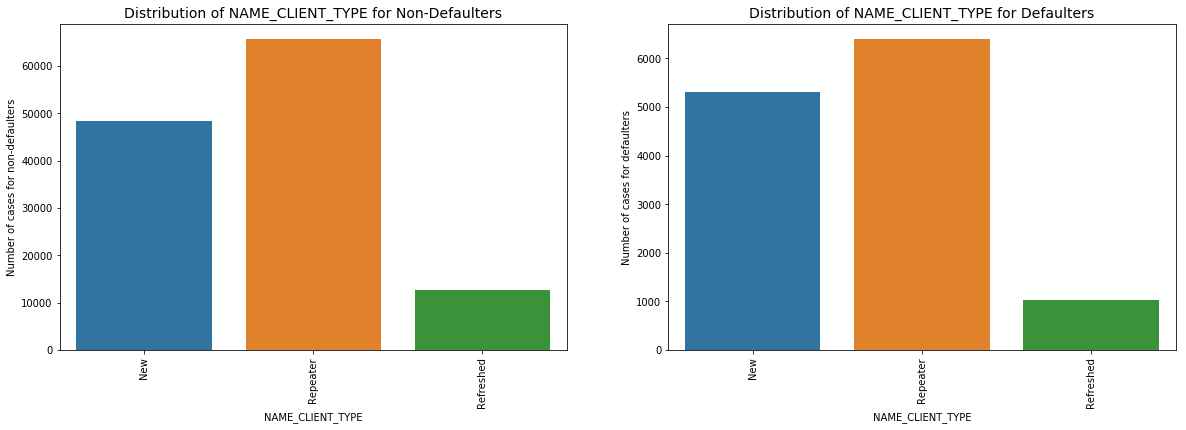 Distribution of NAME_CLIENT_TYPE for Non-Defaulters
Number of cases for non-defaulters
60000
50000
40000
30000
20000
10000
0
New
Repeater
Refreshed
NAME_CLIENT_TYPE
Distribution of NAME_CLIENT_TYPE for Defaulters
Number of cases for defaulters
6000
5000
4000
3000
2000
1000
0
New
Repeater
Refreshed
NAME_CLIENT_TYPE